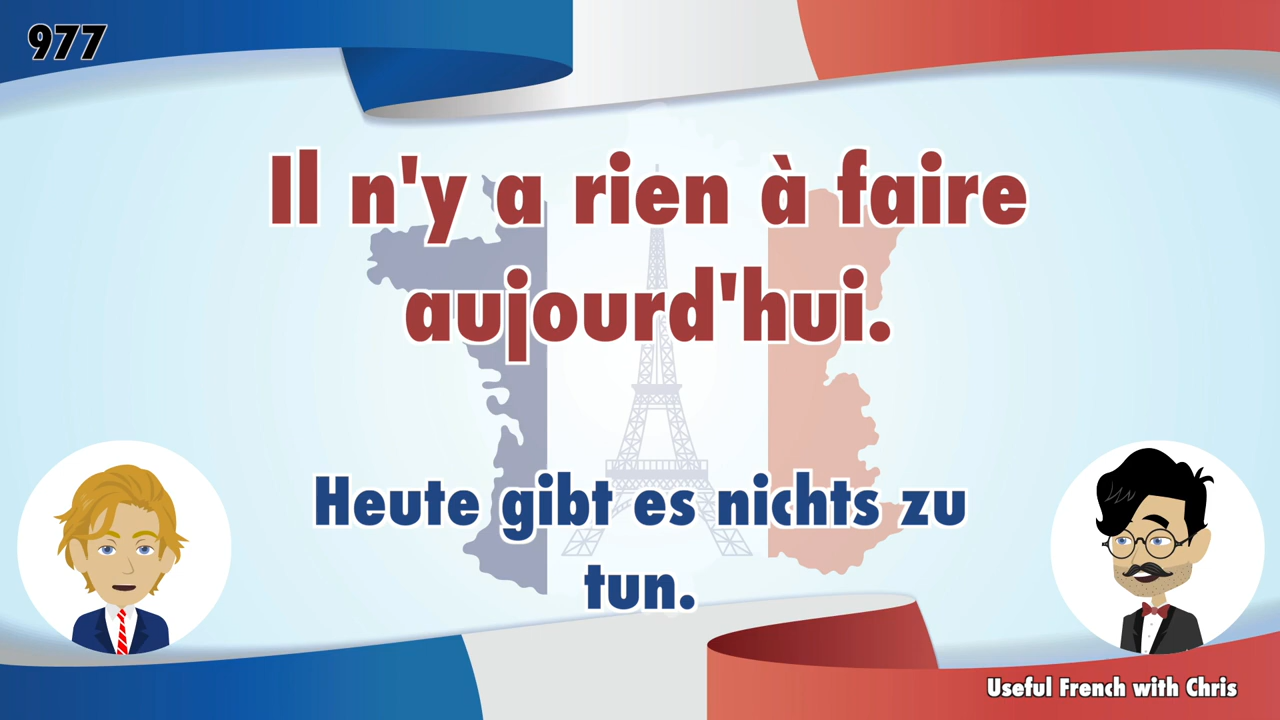 977
Il n'y a rien à faire
aujourd'hui.
Heute gibt es nichts zu
tun.
Useful French with Chris